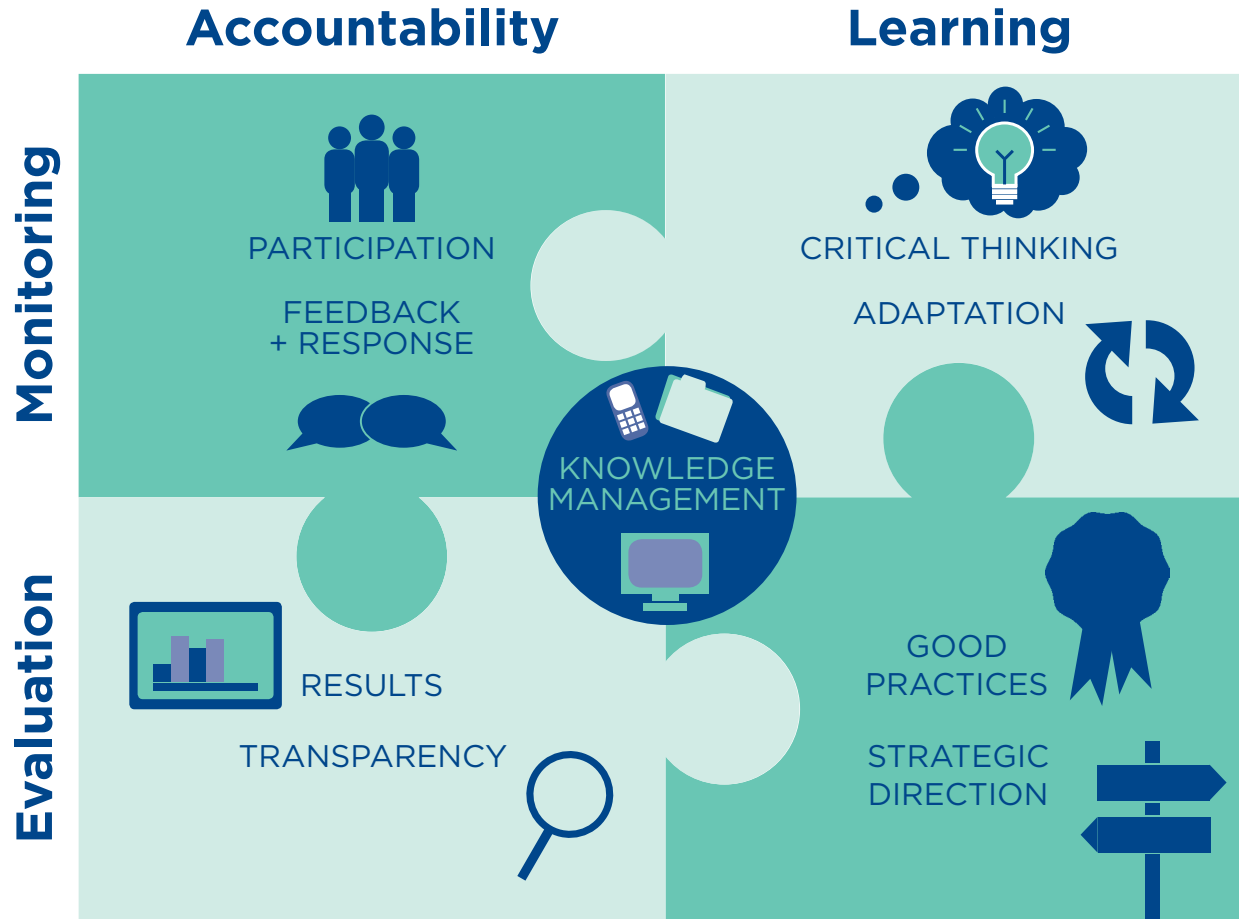 Accountability
Learning
Monitoring
PARTICIPATION
FEEDBACK
+ RESPONSE
CRITICAL THINKING
ADAPTATION
KNOWLEDGE
MANAGEMENT
Evaluation
RESULTS
TRANSPARENCY
GOOD
PRACTICES
STRATEGIC
DIRECTION